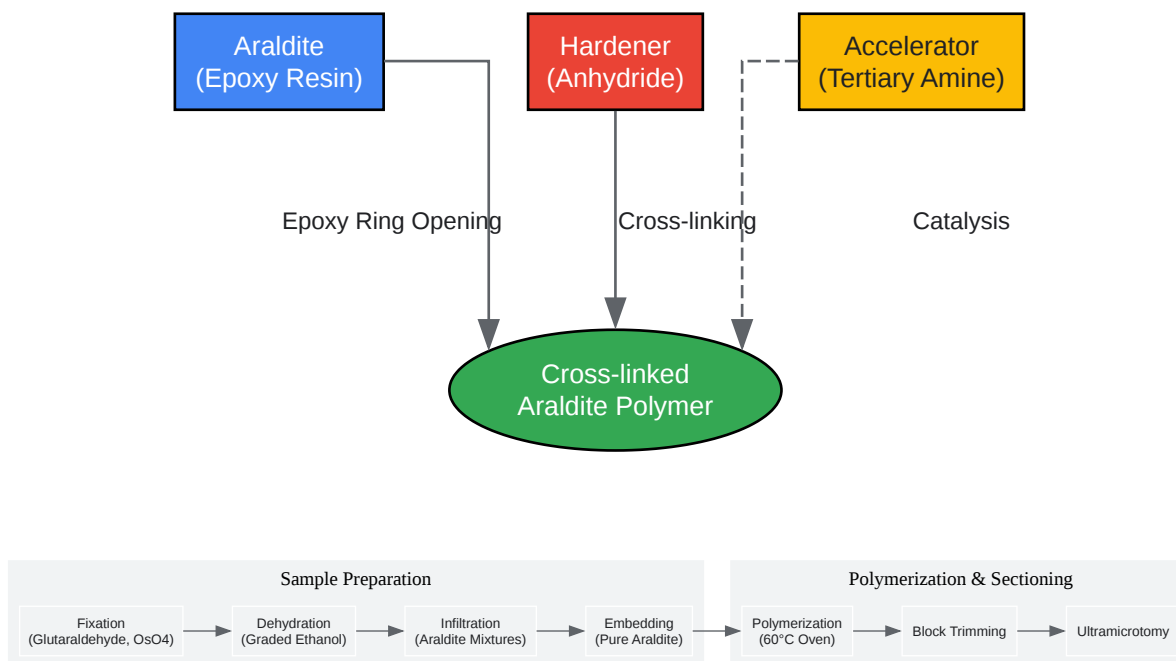 Araldite
(Epoxy Resin)
Hardener
(Anhydride)
Accelerator
(Tertiary Amine)
Epoxy Ring Opening
Cross-linking
Catalysis
Cross-linked
Araldite Polymer
Sample Preparation
Polymerization & Sectioning
Fixation
(Glutaraldehyde, OsO4)
Dehydration
(Graded Ethanol)
Infiltration
(Araldite Mixtures)
Embedding
(Pure Araldite)
Polymerization
(60°C Oven)
Block Trimming
Ultramicrotomy